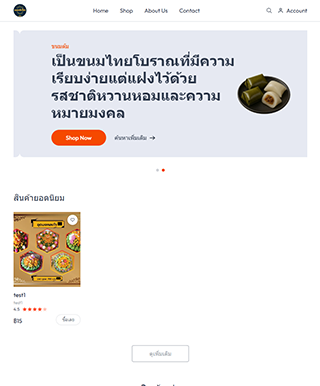 Home Shop About Us Contact Account
ขนมต้ม
เป็นขนมไทยโบราณที่มีความ
เรียบง่ายแต่แฝงไว้ด้วย
รสชาติหวานหอมและความ
หมายมงคล
Shop Now ค้นหาเพิ่มเติม
สินค้ายอดนิยม
test1
test1
4.5
฿15 ซื้อเลย
ดูเพิ่มเติม